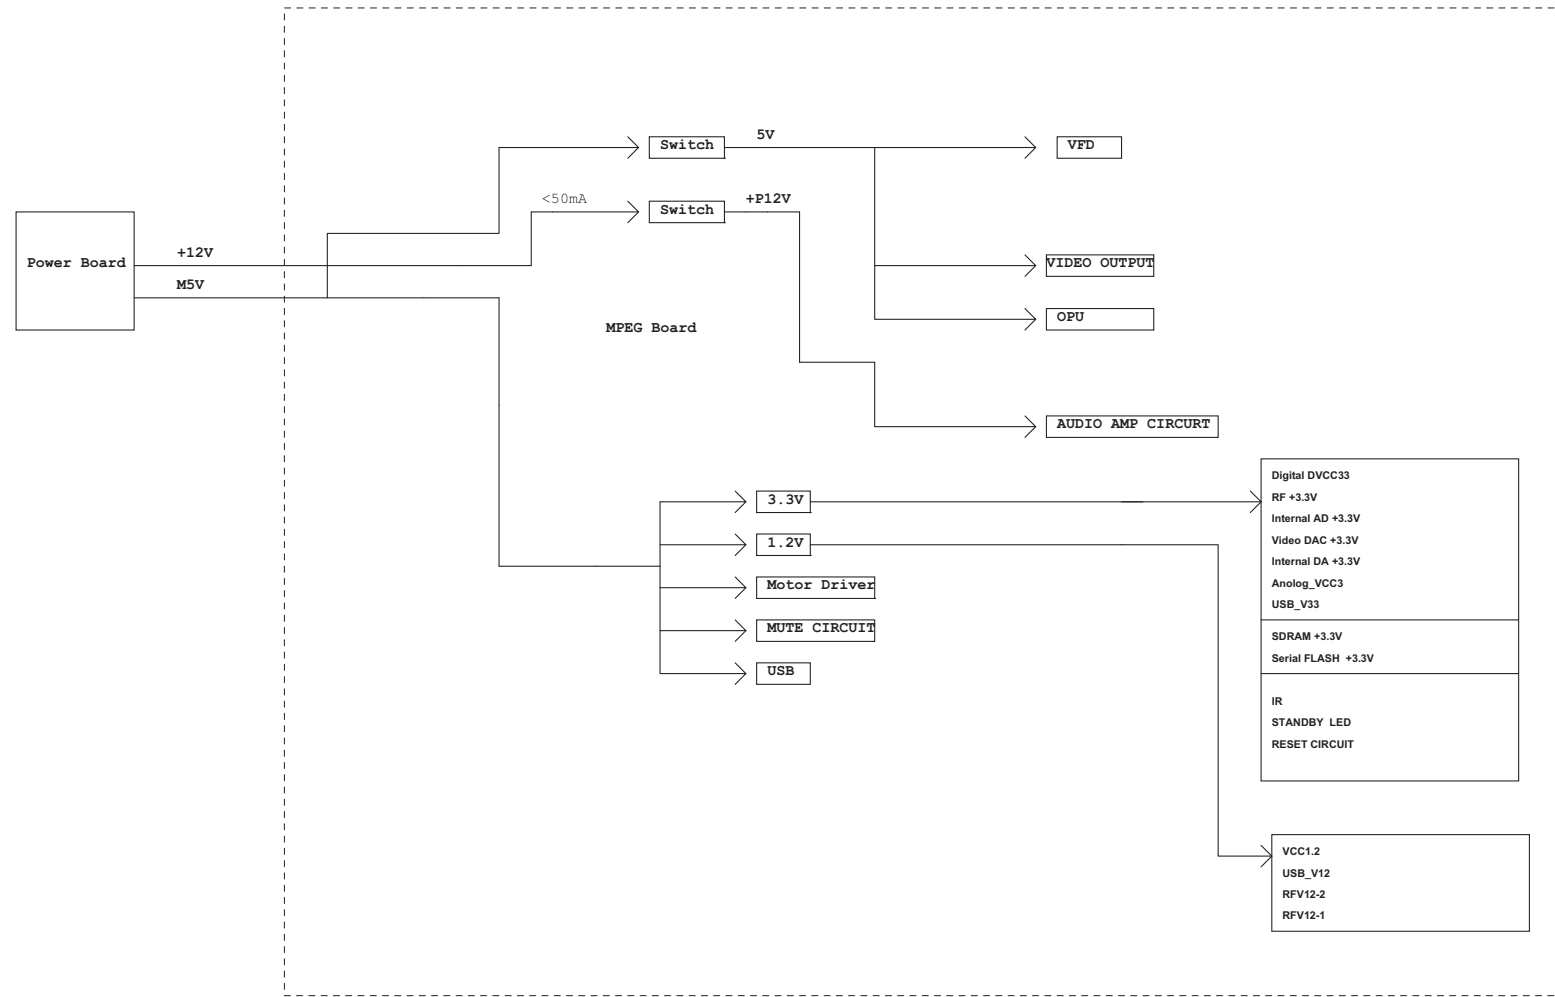 5V
Switch
VFD
<50mA
+P12V
Switch
+12V
Power Board
VIDEO OUTPUT
M5V
OPU
MPEG Board
AUDIO AMP CIRCURT
3.3V
1.2V
Motor Driver
MUTE CIRCUIT
USB
Digital DVCC33
RF +3.3V
Internal AD +3.3V
Video DAC +3.3V
Internal DA +3.3V
Anolog_VCC3
USB_V33
SDRAM +3.3V
Serial FLASH  +3.3V
IR
STANDBY  LED
RESET CIRCUIT
VCC1.2
USB_V12
RFV12-2
RFV12-1